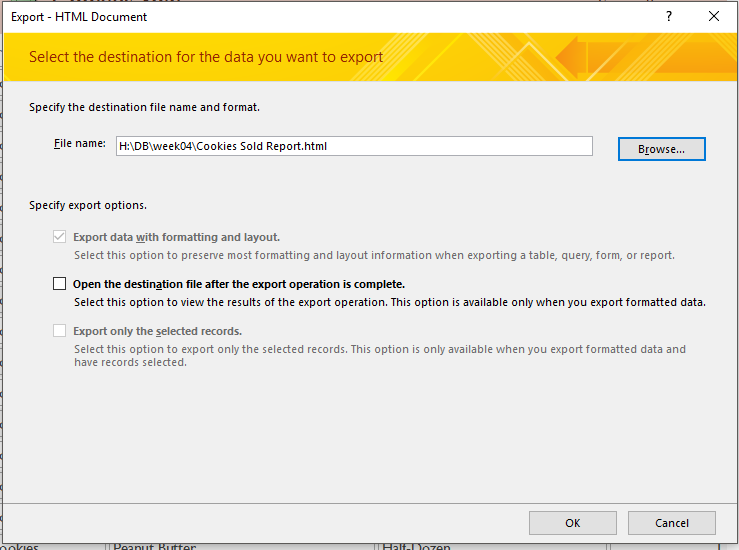 Export - HTML Document
?
Select the destination for the data you want to export
Specify the destination file name and format.
File name:
H:\DB\week04\Cookies Sold Report.html
Browse...
Specify export options.
Export data with formatting and layout.
Select this option to preserve most formatting and layout information when exporting a table, query, form, or report.
Open the destination file after the export operation is complete.
Select this option to view the results of the export operation. This option is available only when you export formatted data.
Export only the selected records.
Select this option to export only the selected records. This option is only available when you export formatted data and
have records selected.
OK
Cancel
Peanut Butter
Half-Dozen